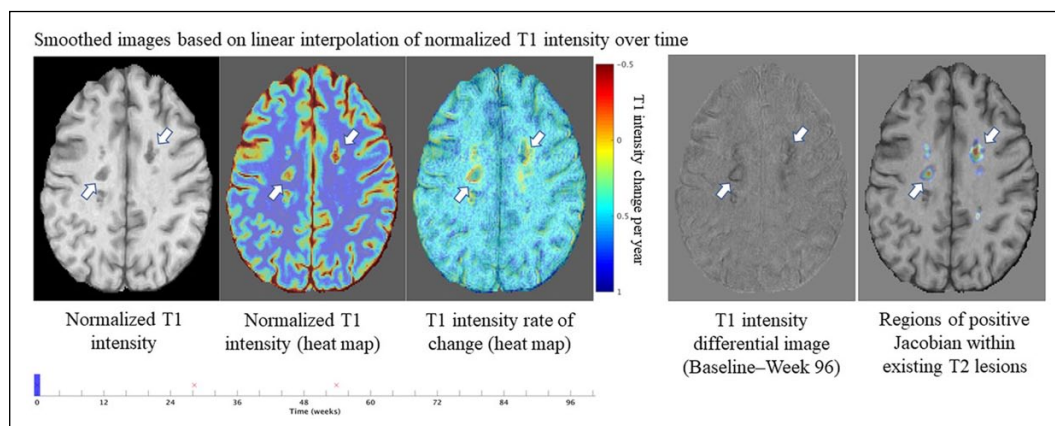 Smoothed images based on linear interpolation of normalized T1 intensity over time
-0.5
0
0.5
1
T1 intensity change per year
Normalized T1
intensity
Normalized T1
intensity (heat map)
T1 intensity rate of
change (heat map)
T1 intensity
differential image
(Baseline–Week 96)
Regions of positive
Jacobian within
existing T2 lesions
0 12 24 36 48 60 72 84 96
Time (weeks)